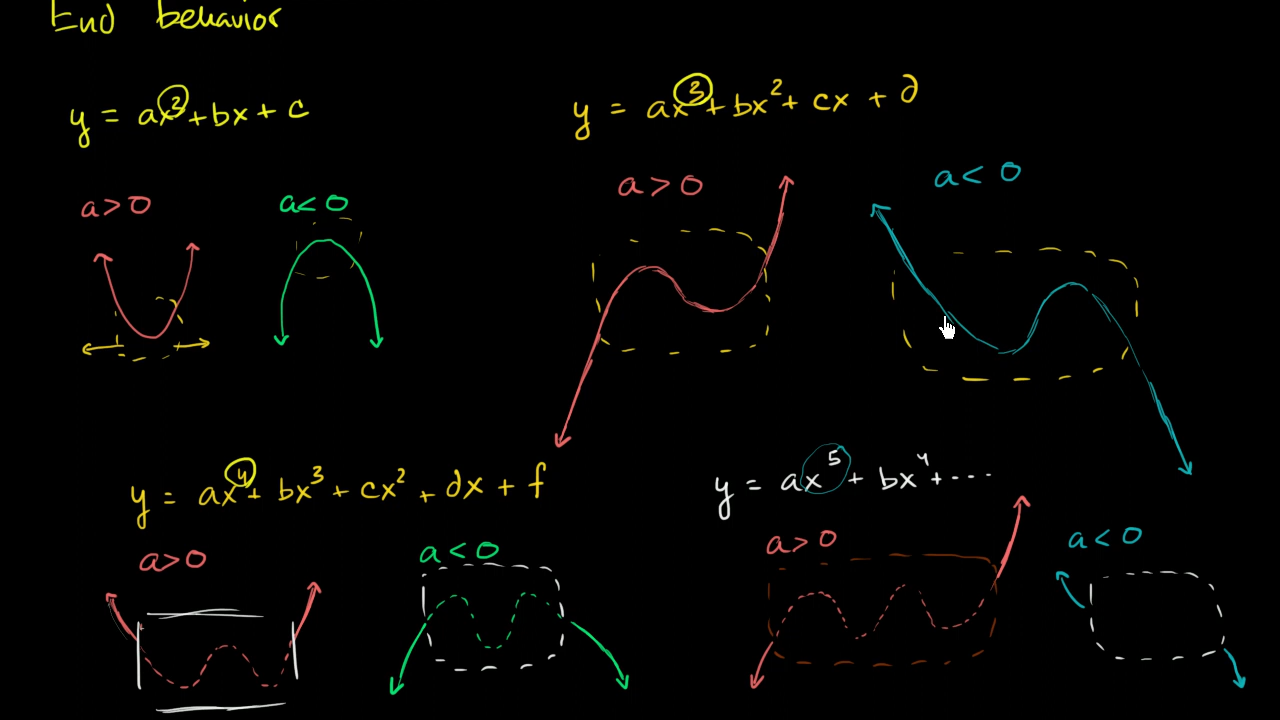 End behavior
y = ax² + bx + c
y = ax³ + bx² + cx + d
a > 0
a < 0
a > 0
a < 0
y = ax⁴ + bx³ + cx² + dx + f
y = ax⁵ + bx⁴ + ...
a > 0
a < 0
a > 0
a < 0